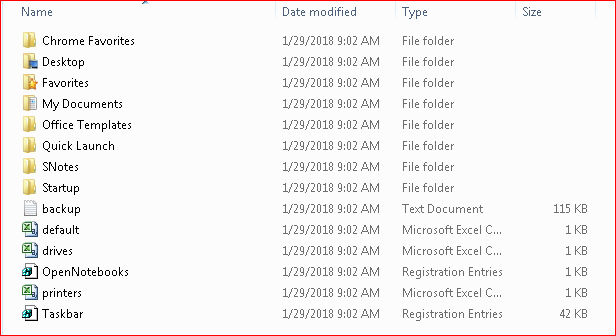 Name Date modified Type Size
Chrome Favorites 1/29/2018 9:02 AM File folder
Desktop 1/29/2018 9:02 AM File folder
Favorites 1/29/2018 9:02 AM File folder
My Documents 1/29/2018 9:02 AM File folder
Office Templates 1/29/2018 9:02 AM File folder
Quick Launch 1/29/2018 9:02 AM File folder
SNotes 1/29/2018 9:02 AM File folder
Startup 1/29/2018 9:02 AM File folder
backup 1/29/2018 9:02 AM Text Document 115 KB
default 1/29/2018 9:02 AM Microsoft Excel C... 1 KB
drives 1/29/2018 9:02 AM Microsoft Excel C... 1 KB
OpenNotebooks 1/29/2018 9:02 AM Registration Entries 1 KB
printers 1/29/2018 9:02 AM Microsoft Excel C... 1 KB
Taskbar 1/29/2018 9:02 AM Registration Entries 42 KB